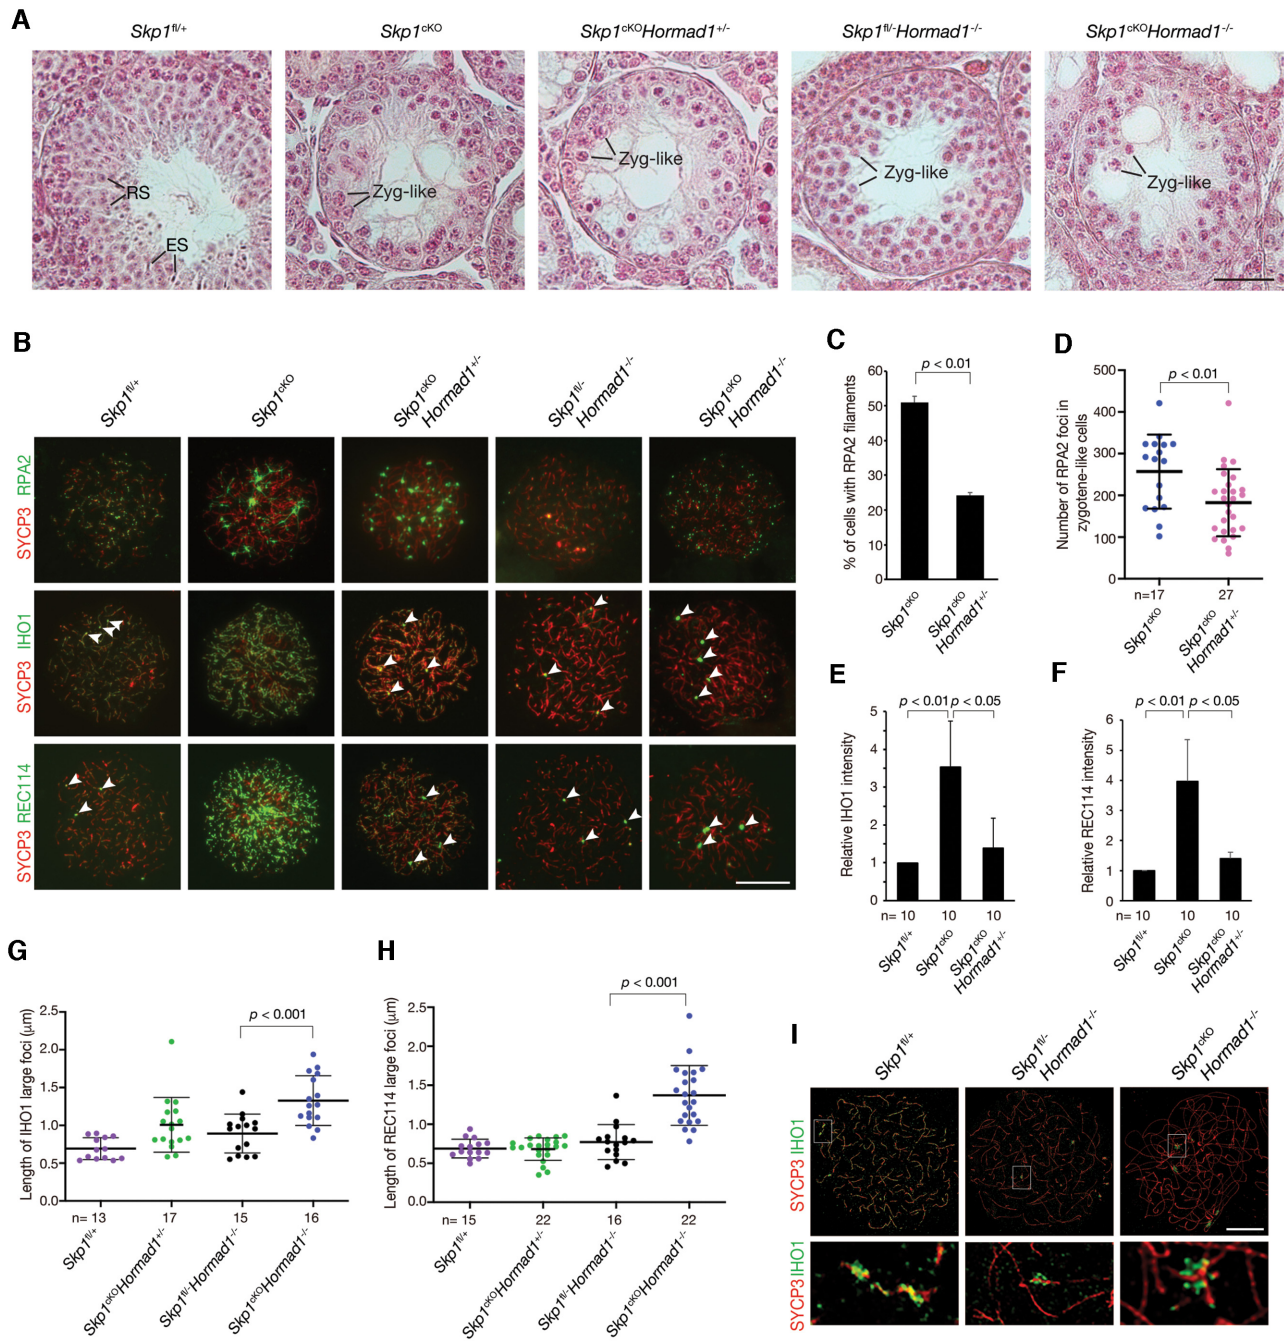 A
Skp1fl/+
Skp1cKO
Skp1cKOHormad1+/-
Skp1fl/-Hormad1-/-
Skp1cKOHormad1-/-
RS
ES
Zyg-like
Zyg-like
Zyg-like
Zyg-like
B
Skp1fl/+
Skp1cKO
Skp1cKO
Hormad1+/-
Skp1fl/-
Hormad1-/-
Skp1cKO
Hormad1-/-
SYCP3 RPA2
SYCP3 IHO1
SYCP3 REC114
C
p < 0.01
% of cells with RPA2 filaments
60
50
40
30
20
10
0
Skp1cKO
Skp1cKO
Hormad1+/-
D
p < 0.01
Number of RPA2 foci in
zygotene-like cells
500
400
300
200
100
0
n=17
27
Skp1cKO
Skp1cKO
Hormad1+/-
E
p < 0.01
p < 0.05
Relative IHO1 intensity
5
4
3
2
1
0
n= 10
10
10
Skp1fl/+
Skp1cKO
Skp1cKO
Hormad1+/-
F
p < 0.01
p < 0.05
Relative REC114 intensity
6
5
4
3
2
1
0
n= 10
10
10
Skp1fl/+
Skp1cKO
Skp1cKO
Hormad1+/-
G
p < 0.001
Length of IHO1 large foci (μm)
2.5
2.0
1.5
1.0
0.5
0.0
n= 13
17
15
16
Skp1fl/+
Skp1cKOHormad1+/-
Skp1fl/-Hormad1-/-
Skp1cKOHormad1-/-
H
p < 0.001
Length of REC114 large foci (μm)
2.5
2.0
1.5
1.0
0.5
0.0
n= 15
22
16
22
Skp1fl/+
Skp1cKOHormad1+/-
Skp1fl/-Hormad1-/-
Skp1cKOHormad1-/-
I
Skp1fl/+
Skp1fl/-
Hormad1-/-
Skp1cKO
Hormad1-/-
SYCP3 IHO1
SYCP3 IHO1